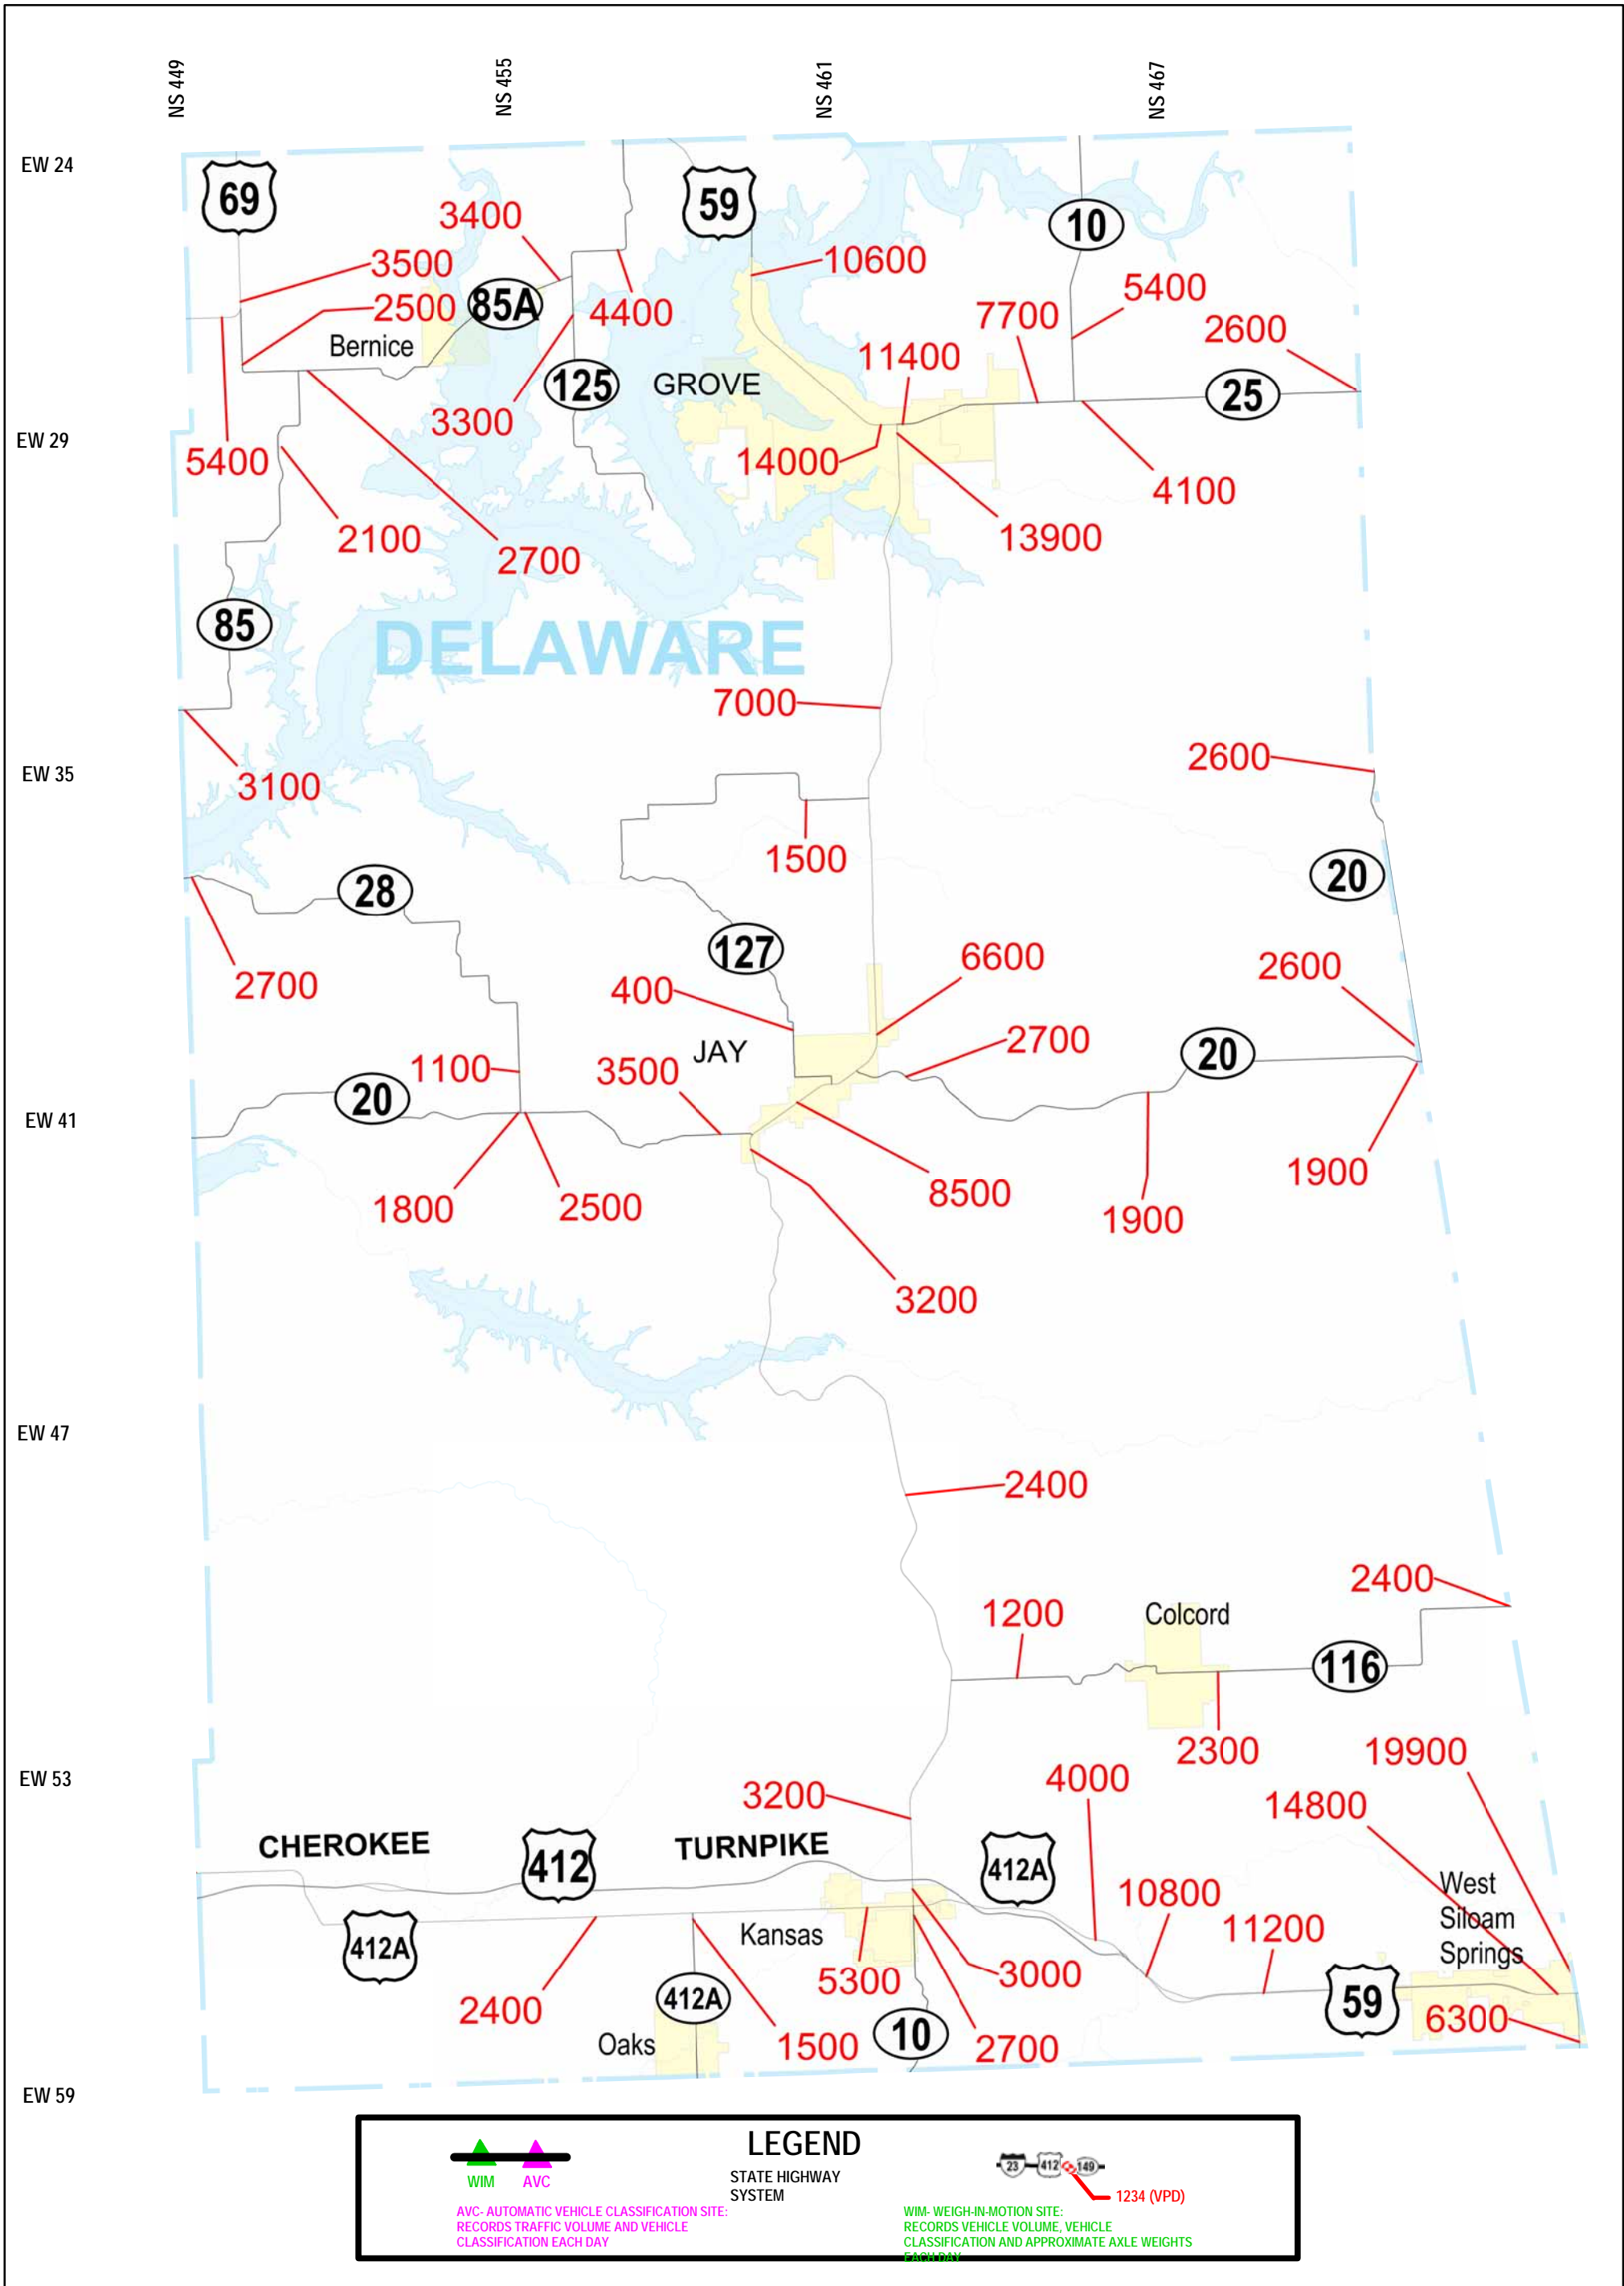 NS 449
NS 455
NS 461
NS 467
EW 24
69
59
3400
10
3500
10600
2500
85A
4400
5400
7700
2600
Bernice
11400
125
GROVE
25
3300
EW 29
5400
14000
4100
2100
2700
13900
85
DELAWARE
7000
2600
EW 35
3100
1500
28
20
127
6600
2700
400
2600
2700
JAY
20
1100
3500
20
EW 41
1900
1800
2500
8500
1900
3200
EW 47
2400
2400
1200
Colcord
116
2300
19900
EW 53
4000
3200
14800
CHEROKEE
412
TURNPIKE
412A
10800
West
Siloam
Springs
11200
412A
Kansas
5300
3000
2400
412A
59
6300
Oaks
1500
10
2700
EW 59
LEGEND
WIM AVC
STATE HIGHWAY
SYSTEM
23 412 149
1234 (VPD)
AVC- AUTOMATIC VEHICLE CLASSIFICATION SITE:
RECORDS TRAFFIC VOLUME AND VEHICLE
CLASSIFICATION EACH DAY
WIM- WEIGH-IN-MOTION SITE:
RECORDS VEHICLE VOLUME, VEHICLE
CLASSIFICATION AND APPROXIMATE AXLE WEIGHTS
EACH DAY